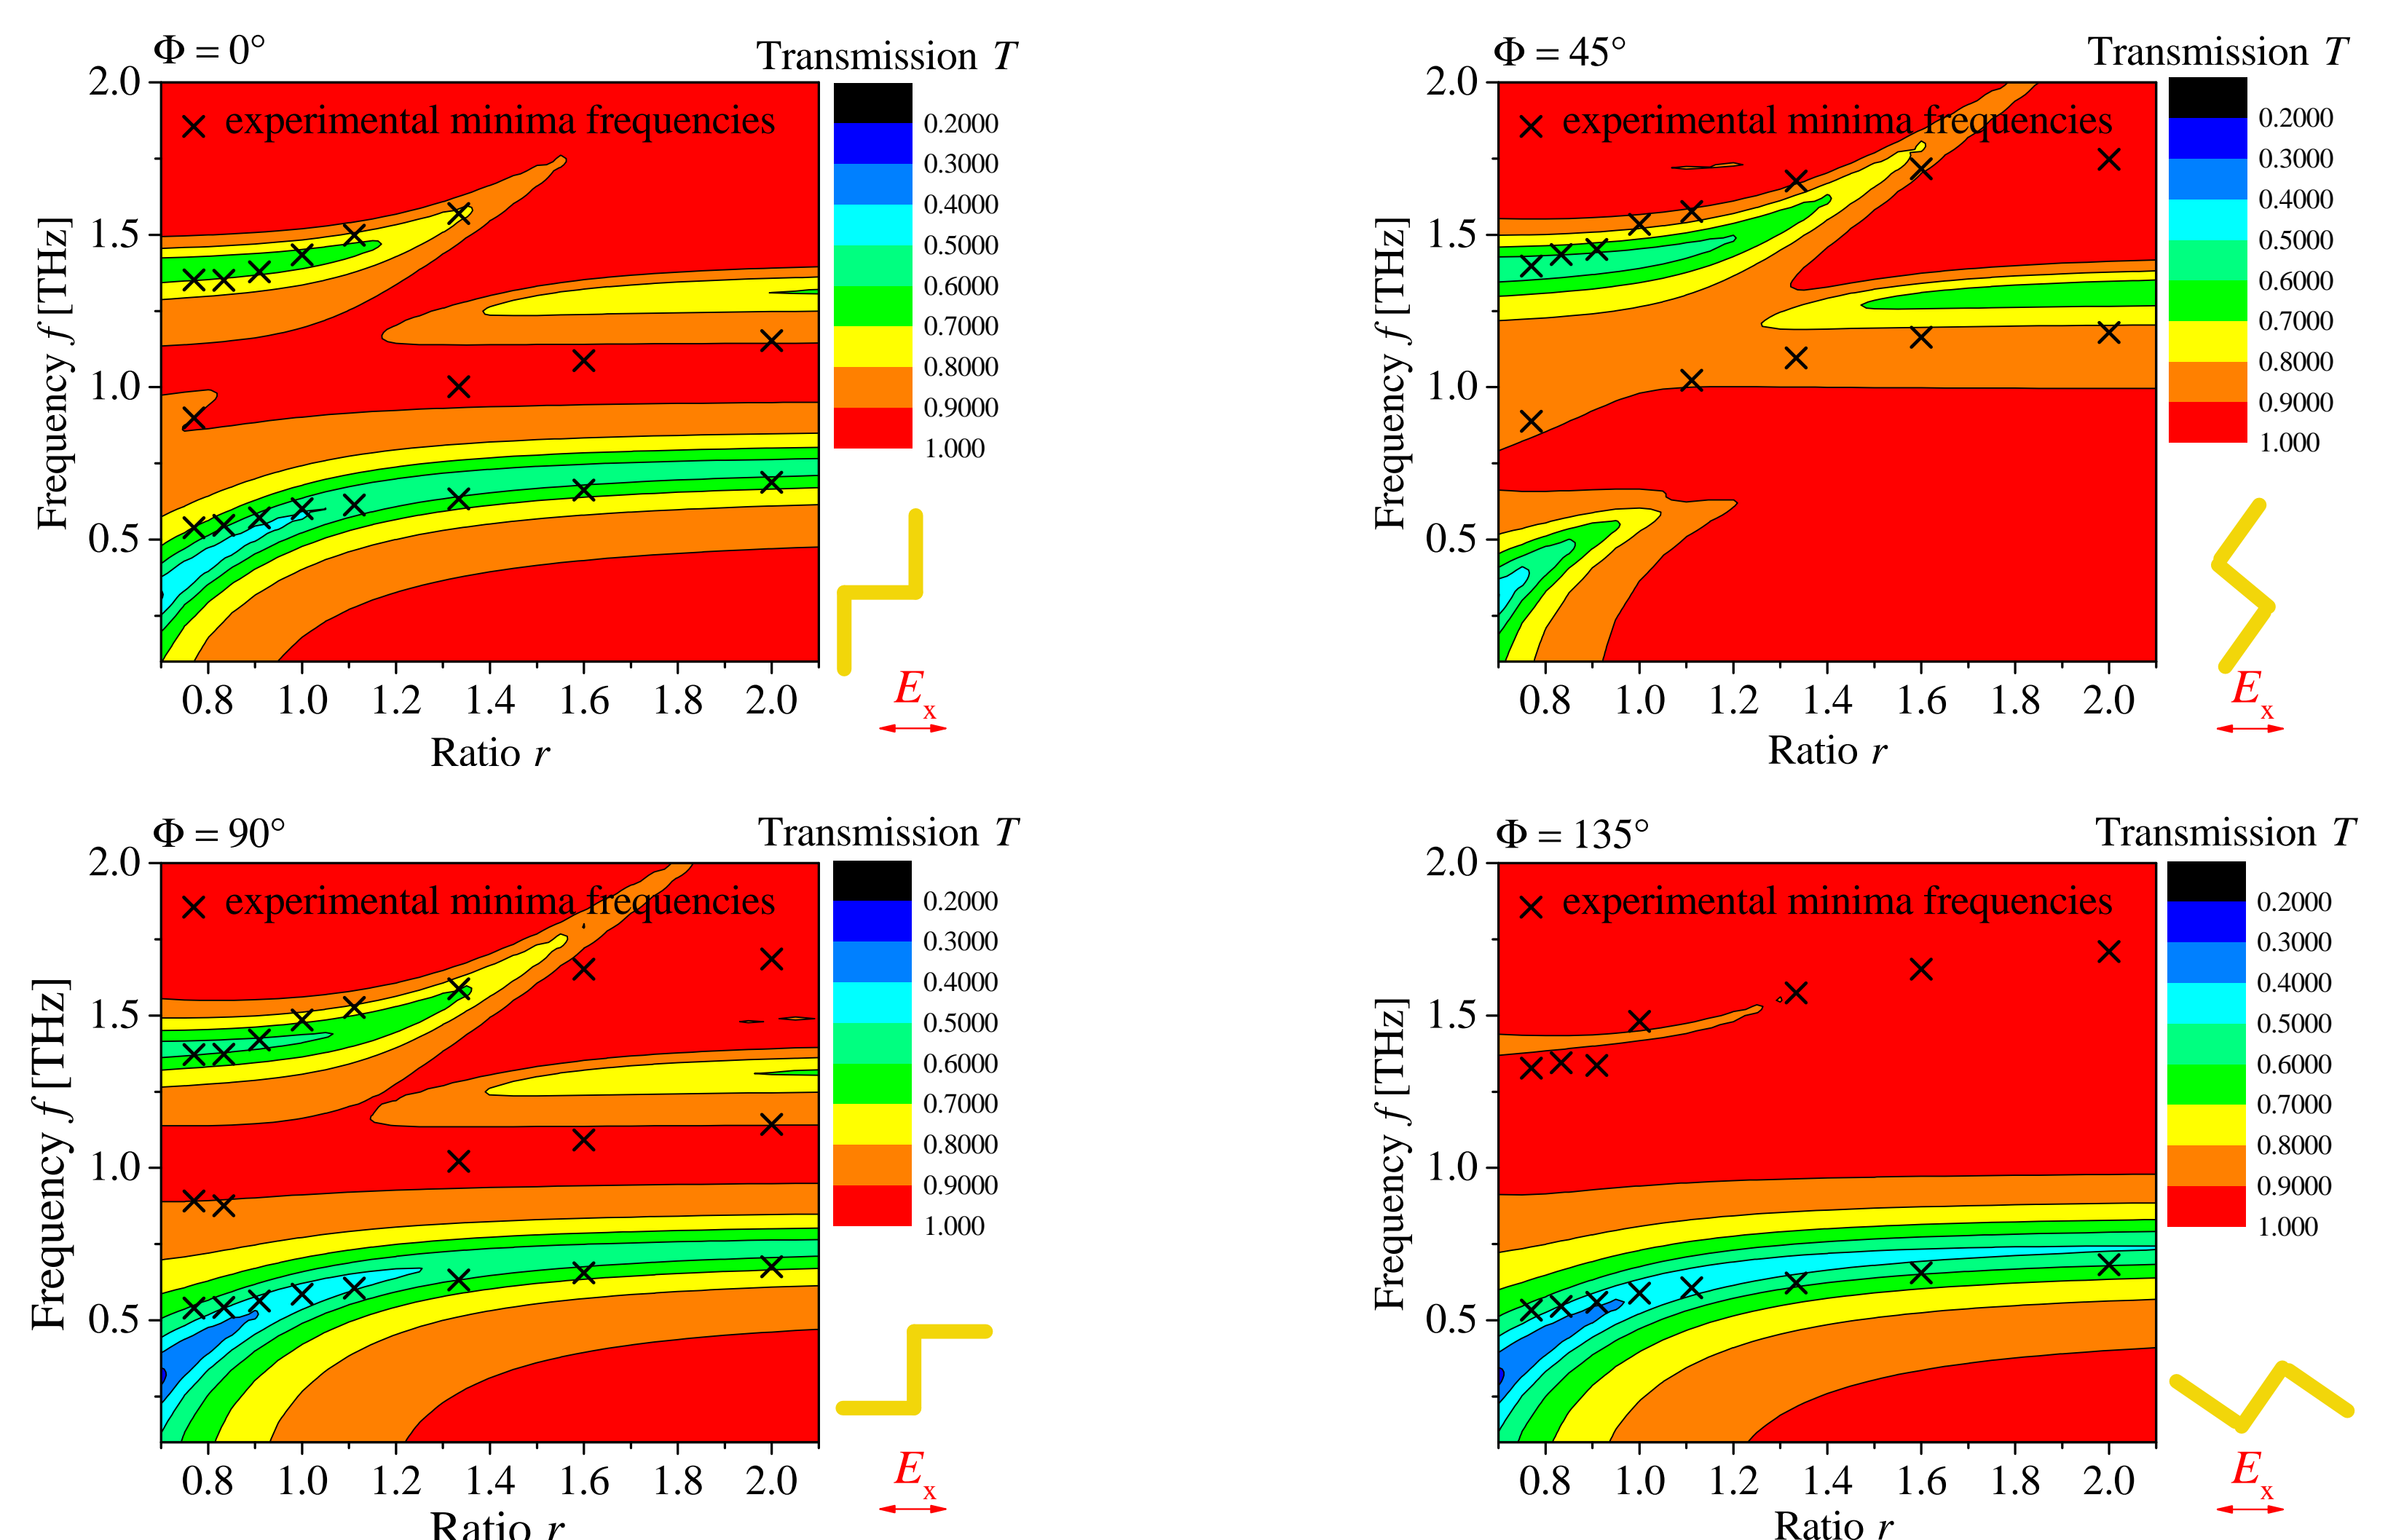 Φ = 0°
Transmission T
2.0
× experimental minima frequencies
1.5
1.0
0.5
Frequency f [THz]
0.8 1.0 1.2 1.4 1.6 1.8 2.0
Ratio r
0.2000
0.3000
0.4000
0.5000
0.6000
0.7000
0.8000
0.9000
1.000
Ex
Φ = 45°
Transmission T
2.0
× experimental minima frequencies
1.5
1.0
0.5
Frequency f [THz]
0.8 1.0 1.2 1.4 1.6 1.8 2.0
Ratio r
0.2000
0.3000
0.4000
0.5000
0.6000
0.7000
0.8000
0.9000
1.000
Ex
Φ = 90°
Transmission T
2.0
× experimental minima frequencies
1.5
1.0
0.5
Frequency f [THz]
0.8 1.0 1.2 1.4 1.6 1.8 2.0
Ratio r
0.2000
0.3000
0.4000
0.5000
0.6000
0.7000
0.8000
0.9000
1.000
Ex
Φ = 135°
Transmission T
2.0
× experimental minima frequencies
1.5
1.0
0.5
Frequency f [THz]
0.8 1.0 1.2 1.4 1.6 1.8 2.0
Ratio r
0.2000
0.3000
0.4000
0.5000
0.6000
0.7000
0.8000
0.9000
1.000
Ex